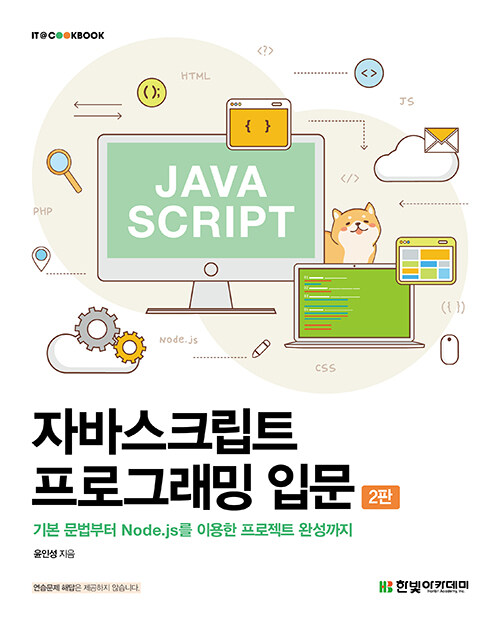 IT@COOKBOOK
<?>
HTML
();
<>
JS
{ }
</>
JAVA
SCRIPT
PHP
({ })
Node.js
CSS
자바스크립트
프로그래밍 입문 2판
기본 문법부터 Node.js를 이용한 프로젝트 완성까지
윤인성 지음
연습문제 해답은 제공하지 않습니다.
HB 한빛아카데미
Hanbit Academy, Inc.